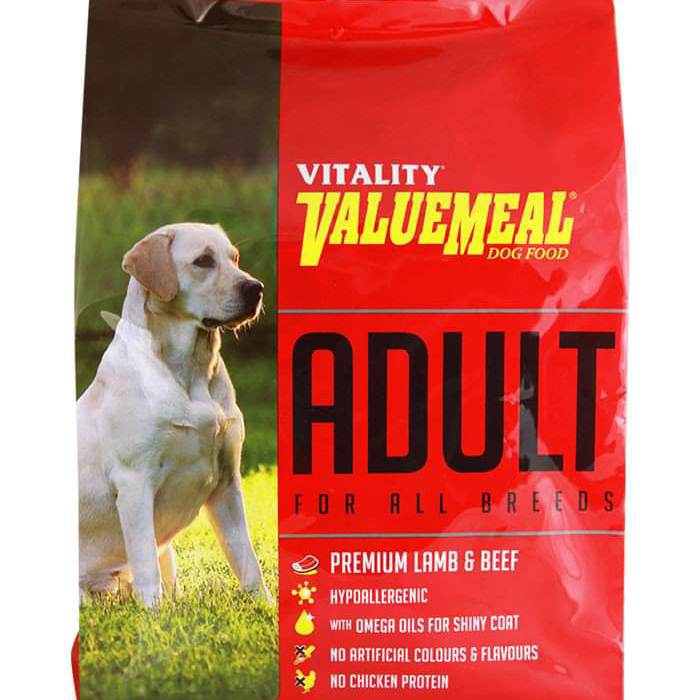 VITALITY®
VALUEMEAL®
DOG FOOD
ADULT
FOR ALL BREEDS
PREMIUM LAMB & BEEF
HYPOALLERGENIC
WITH OMEGA OILS FOR SHINY COAT
NO ARTIFICIAL COLOURS & FLAVOURS
NO CHICKEN PROTEIN